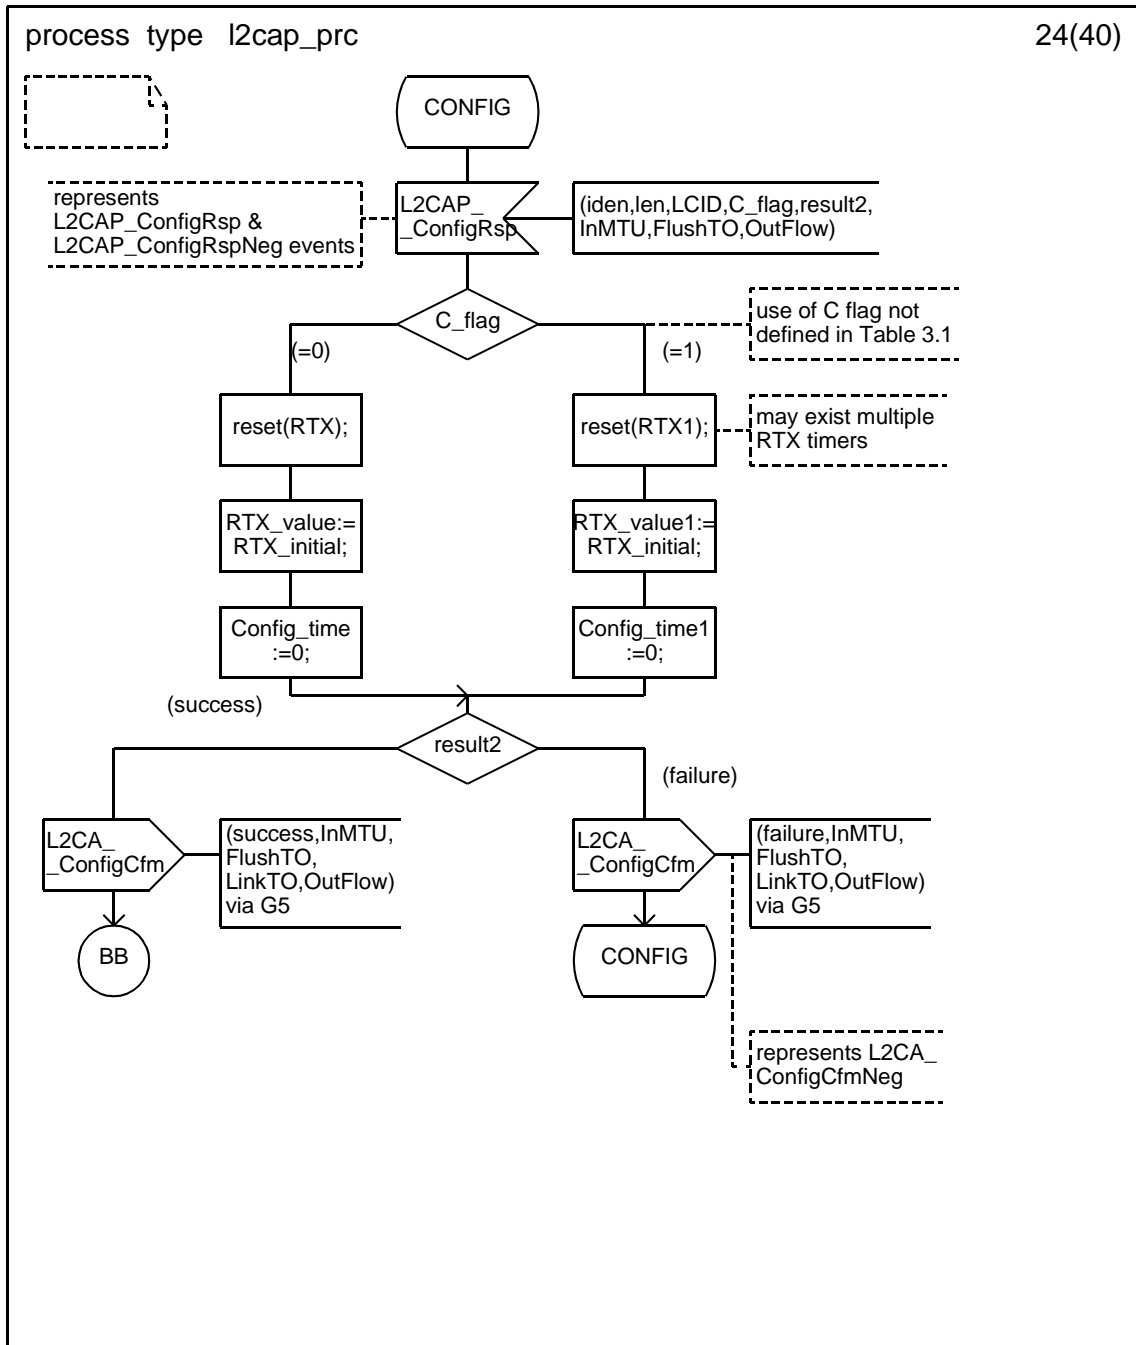 process type l2cap_prc
24(40)
CONFIG
represents
L2CAP_ConfigRsp &
L2CAP_ConfigRspNeg events
L2CAP_
_ConfigRsp
(iden,len,LCID,C_flag,result2,
InMTU,FlushTO,OutFlow)
C_flag
use of C flag not
defined in Table 3.1
(=0)
(=1)
reset(RTX);
reset(RTX1);
may exist multiple
RTX timers
RTX_value:=
RTX_initial;
RTX_value1:=
RTX_initial;
Config_time
:=0;
Config_time1
:=0;
(success)
result2
(failure)
L2CA_
_ConfigCfm
(success,InMTU,
FlushTO,
LinkTO,OutFlow)
via G5
L2CA_
_ConfigCfm
(failure,InMTU,
FlushTO,
LinkTO,OutFlow)
via G5
BB
CONFIG
represents L2CA_
ConfigCfmNeg